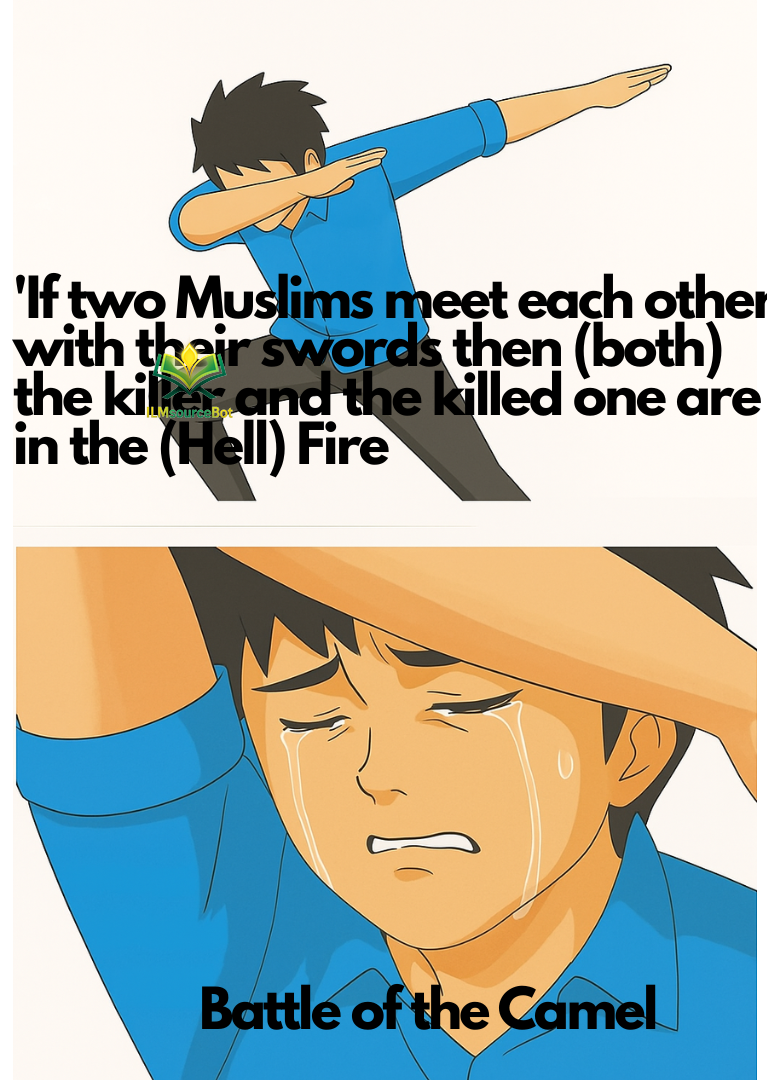 'If two Muslims meet each other
with their swords then (both)
the killer and the killed one are
in the (Hell) Fire
LLMsourceBot
Battle of the Camel